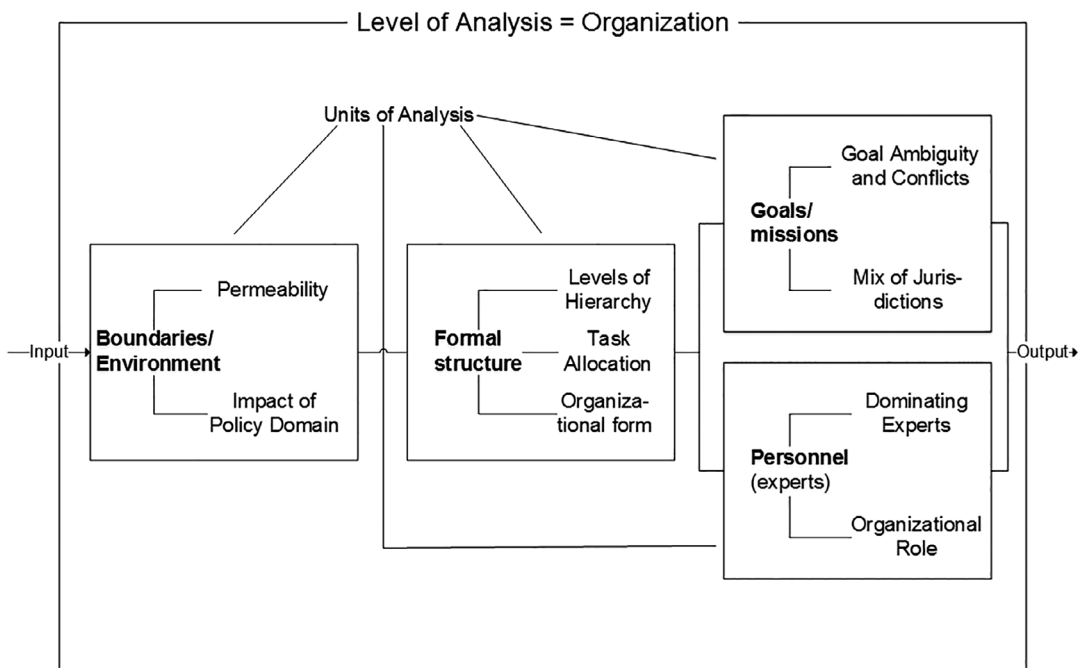 Level of Analysis = Organization
Units of Analysis
Input
Permeability
Boundaries/
Environment
Impact of
Policy Domain
Levels of
Hierarchy
Formal
structure
Task
Allocation
Organiza-
tional form
Goal Ambiguity
and Conflicts
Goals/
missions
Mix of Juris-
dictions
Dominating
Experts
Personnel
(experts)
Organizational
Role
Output